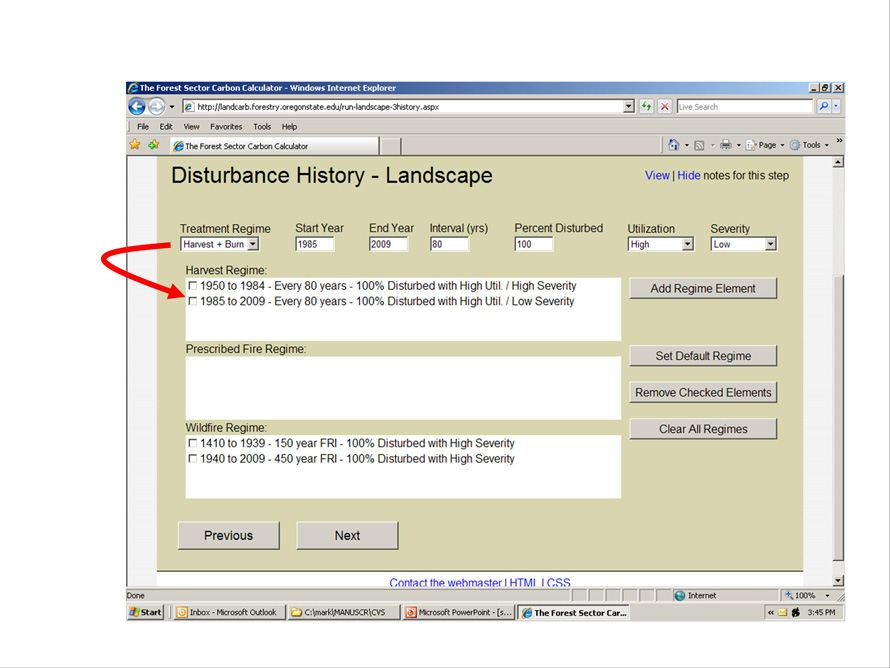 The Forest Sector Carbon Calculator - Windows Internet Explorer
http://landcarb.forestry.oregonstate.edu/run-landscape-3history.aspx
Live Search
File Edit View Favorites Tools Help
The Forest Sector Carbon Calculator
Page Tools »
Disturbance History - Landscape
View | Hide notes for this step
Treatment Regime Start Year End Year Interval (yrs) Percent Disturbed Utilization Severity
Harvest + Burn 1985 2009 80 100 High Low
Harvest Regime:
1950 to 1984 - Every 80 years - 100% Disturbed with High Util. / High Severity
Add Regime Element
1985 to 2009 - Every 80 years - 100% Disturbed with High Util. / Low Severity
Prescribed Fire Regime:
Set Default Regime
Remove Checked Elements
Wildfire Regime:
Clear All Regimes
1410 to 1939 - 150 year FRI - 100% Disturbed with High Severity
1940 to 2009 - 450 year FRI - 100% Disturbed with High Severity
Previous Next
Contact the webmaster | HTML | CSS
Done Internet 100%
Start Inbox - Microsoft Outlook C:\mark\MANUSCR\CVS Microsoft PowerPoint - [s... The Forest Sector Car... « 3:45 PM